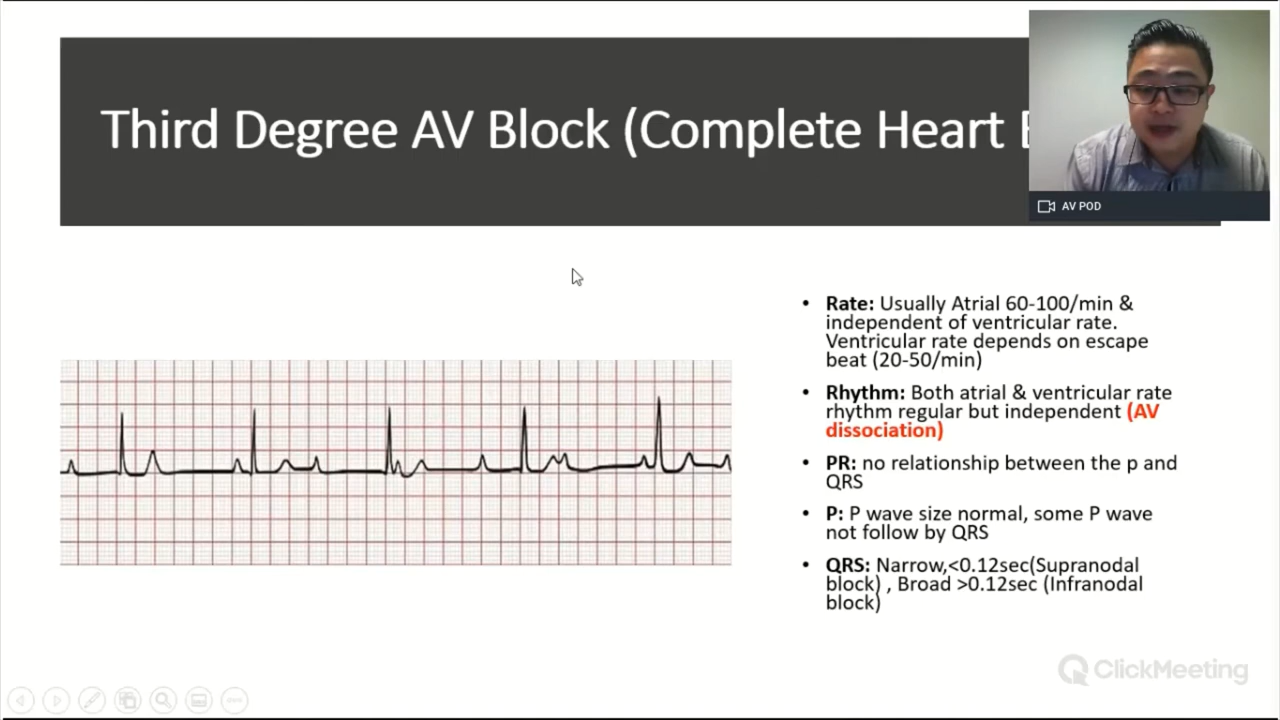 Third Degree AV Block (Complete Heart
AV POD
• Rate: Usually Atrial 60-100/min &
independent of ventricular rate.
Ventricular rate depends on escape
beat (20-50/min)
• Rhythm: Both atrial & ventricular rate
rhythm regular but independent (AV
dissociation)
• PR: no relationship between the p and
QRS
• P: P wave size normal, some P wave
not follow by QRS
• QRS: Narrow,<0.12sec(Supranodal
block) , Broad >0.12sec (Infranodal
block)
ClickMeeting